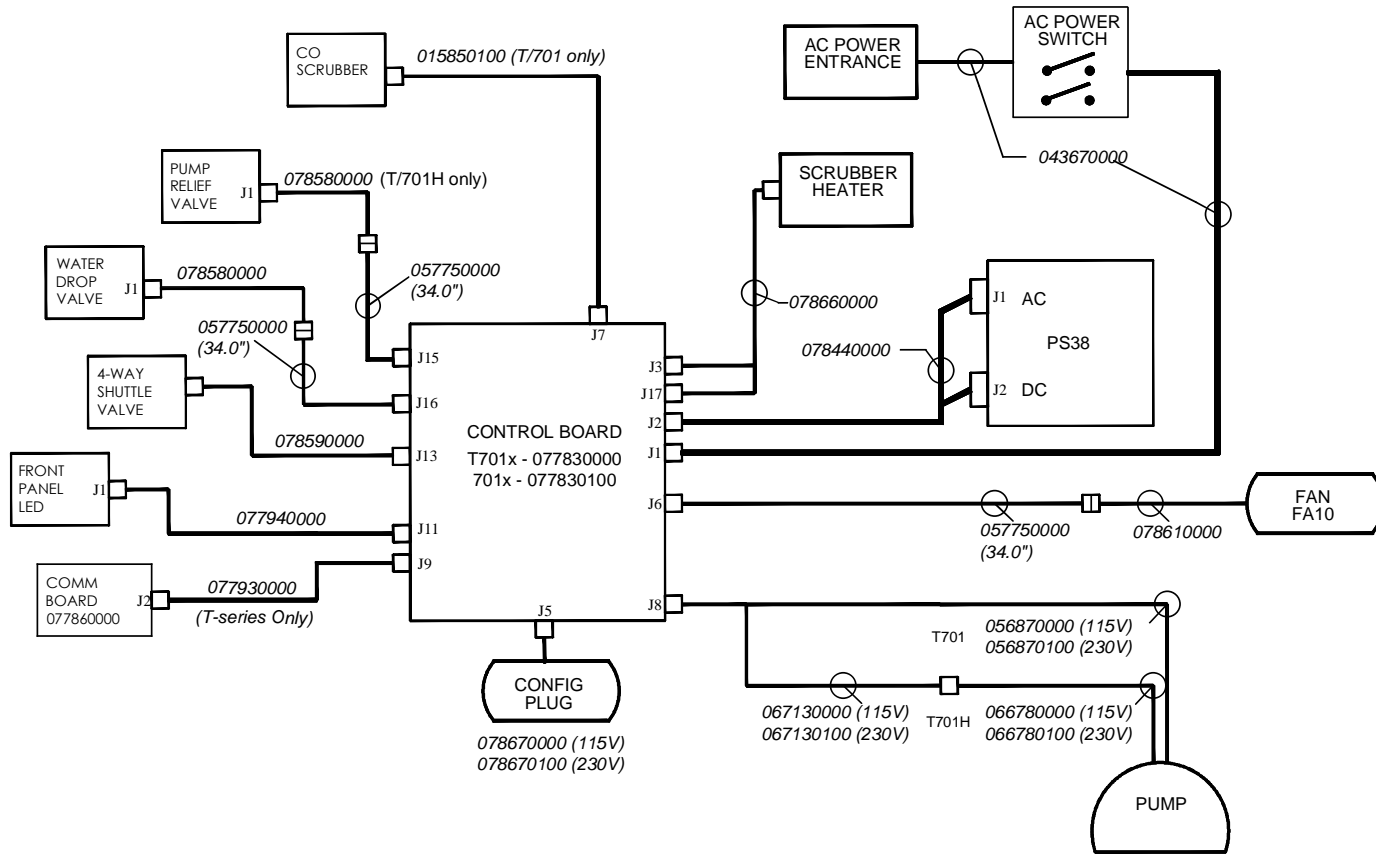 CO
SCRUBBER
015850100 (T/701 only)
AC POWER
ENTRANCE
AC POWER
SWITCH
043670000
PUMP
RELIEF
VALVE
J1
078580000 (T/701H only)
057750000
(34.0")
SCRUBBER
HEATER
078660000
WATER
DROP
VALVE
J1
078580000
057750000
(34.0")
J1 AC
PS38
J2 DC
078440000
4-WAY
SHUTTLE
VALVE
078590000
FRONT
PANEL
LED
J1
077940000
COMM
BOARD
077860000
J2
077930000
(T-series Only)
J7
J15
J16
J13
J11
J9
J3
J17
J2
J1
J6
J8
J5
CONTROL BOARD
T701x - 077830000
701x - 077830100
CONFIG
PLUG
078670000 (115V)
078670100 (230V)
057750000
(34.0")
078610000
FAN
FA10
T701
056870000 (115V)
056870100 (230V)
067130000 (115V)
067130100 (230V)
T701H
066780000 (115V)
066780100 (230V)
PUMP